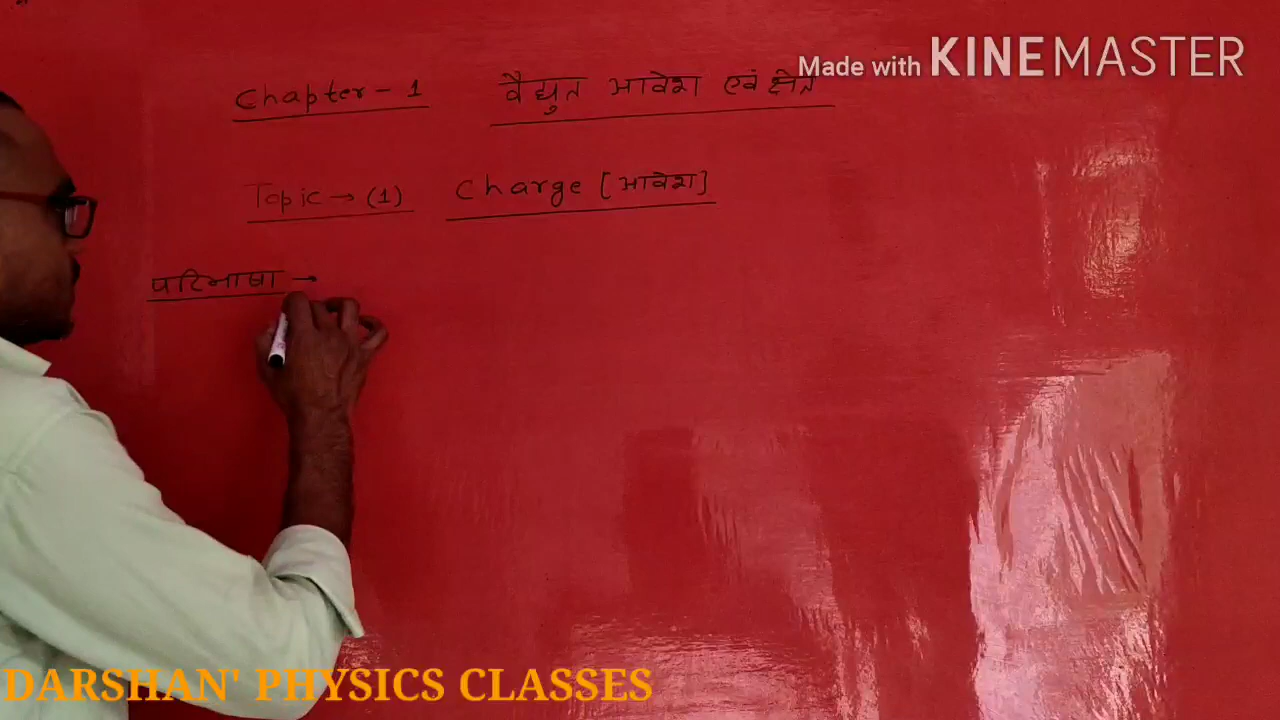 Made with KINEMASTER
Chapter - 1 वैद्युत आवेश एवं क्षेत्र
Topic → (1) Charge [आवेश]
परिभाषा →
DARSHAN' PHYSICS CLASSES